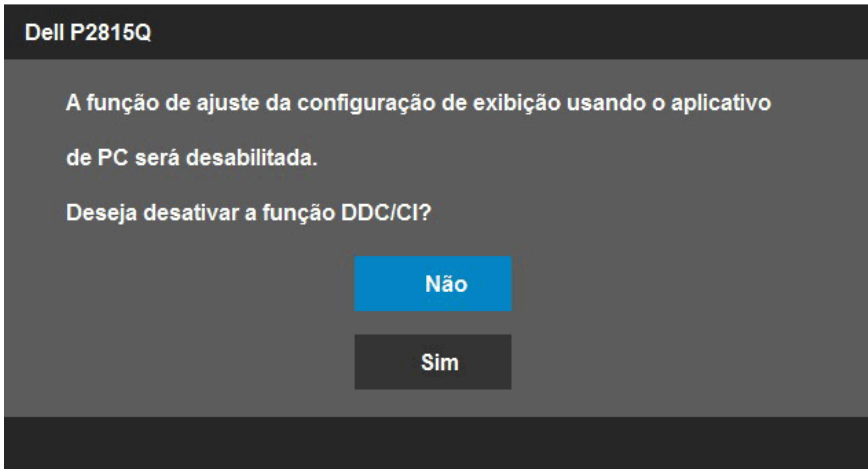 Dell P2815Q
A função de ajuste da configuração de exibição usando o aplicativo
de PC será desabilitada.
Deseja desativar a função DDC/CI?
Não
Sim